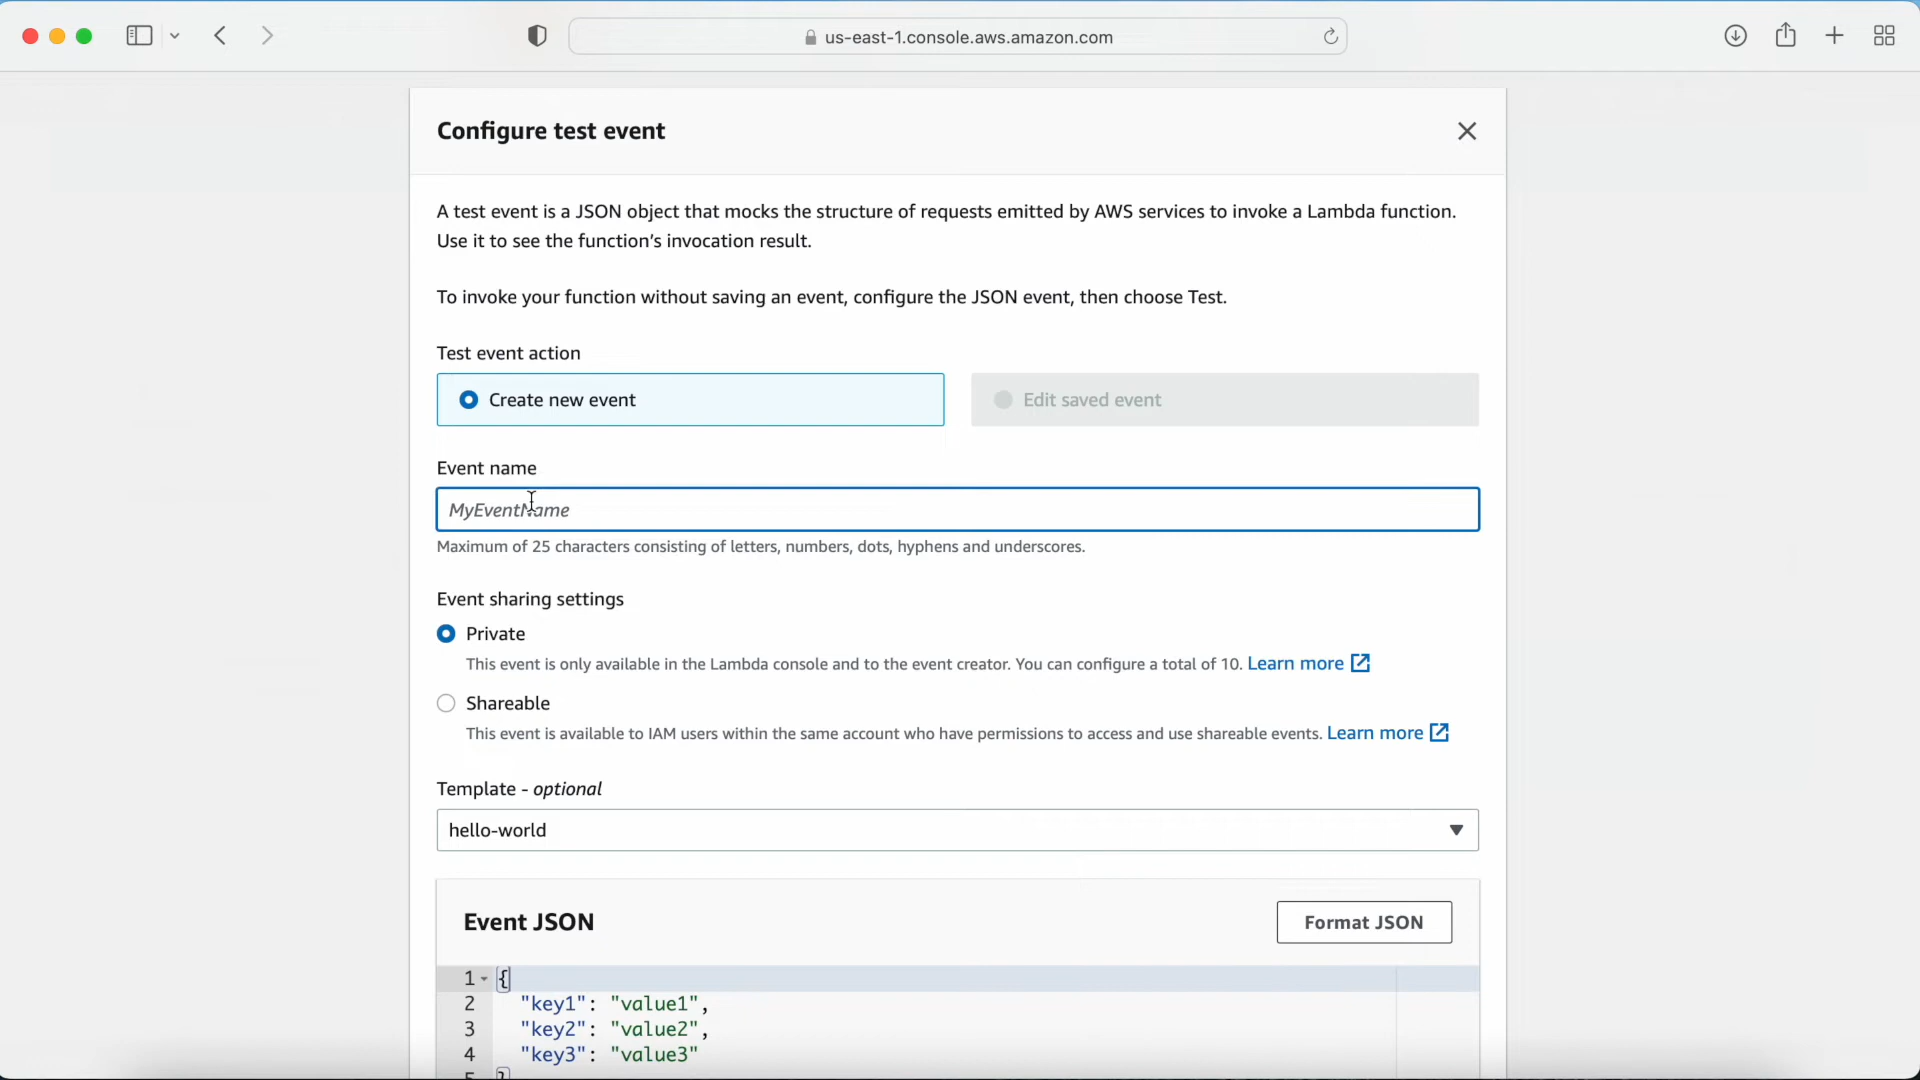 us-east-1.console.aws.amazon.com
Configure test event
A test event is a JSON object that mocks the structure of requests emitted by AWS services to invoke a Lambda function.
Use it to see the function's invocation result.
To invoke your function without saving an event, configure the JSON event, then choose Test.
Test event action
Create new event
Edit saved event
Event name
MyEventName
Maximum of 25 characters consisting of letters, numbers, dots, hyphens and underscores.
Event sharing settings
Private
This event is only available in the Lambda console and to the event creator. You can configure a total of 10. Learn more
Shareable
This event is available to IAM users within the same account who have permissions to access and use shareable events. Learn more
Template - optional
hello-world
Event JSON
Format JSON
1 {
2 "key1": "value1",
3 "key2": "value2",
4 "key3": "value3"
5 }